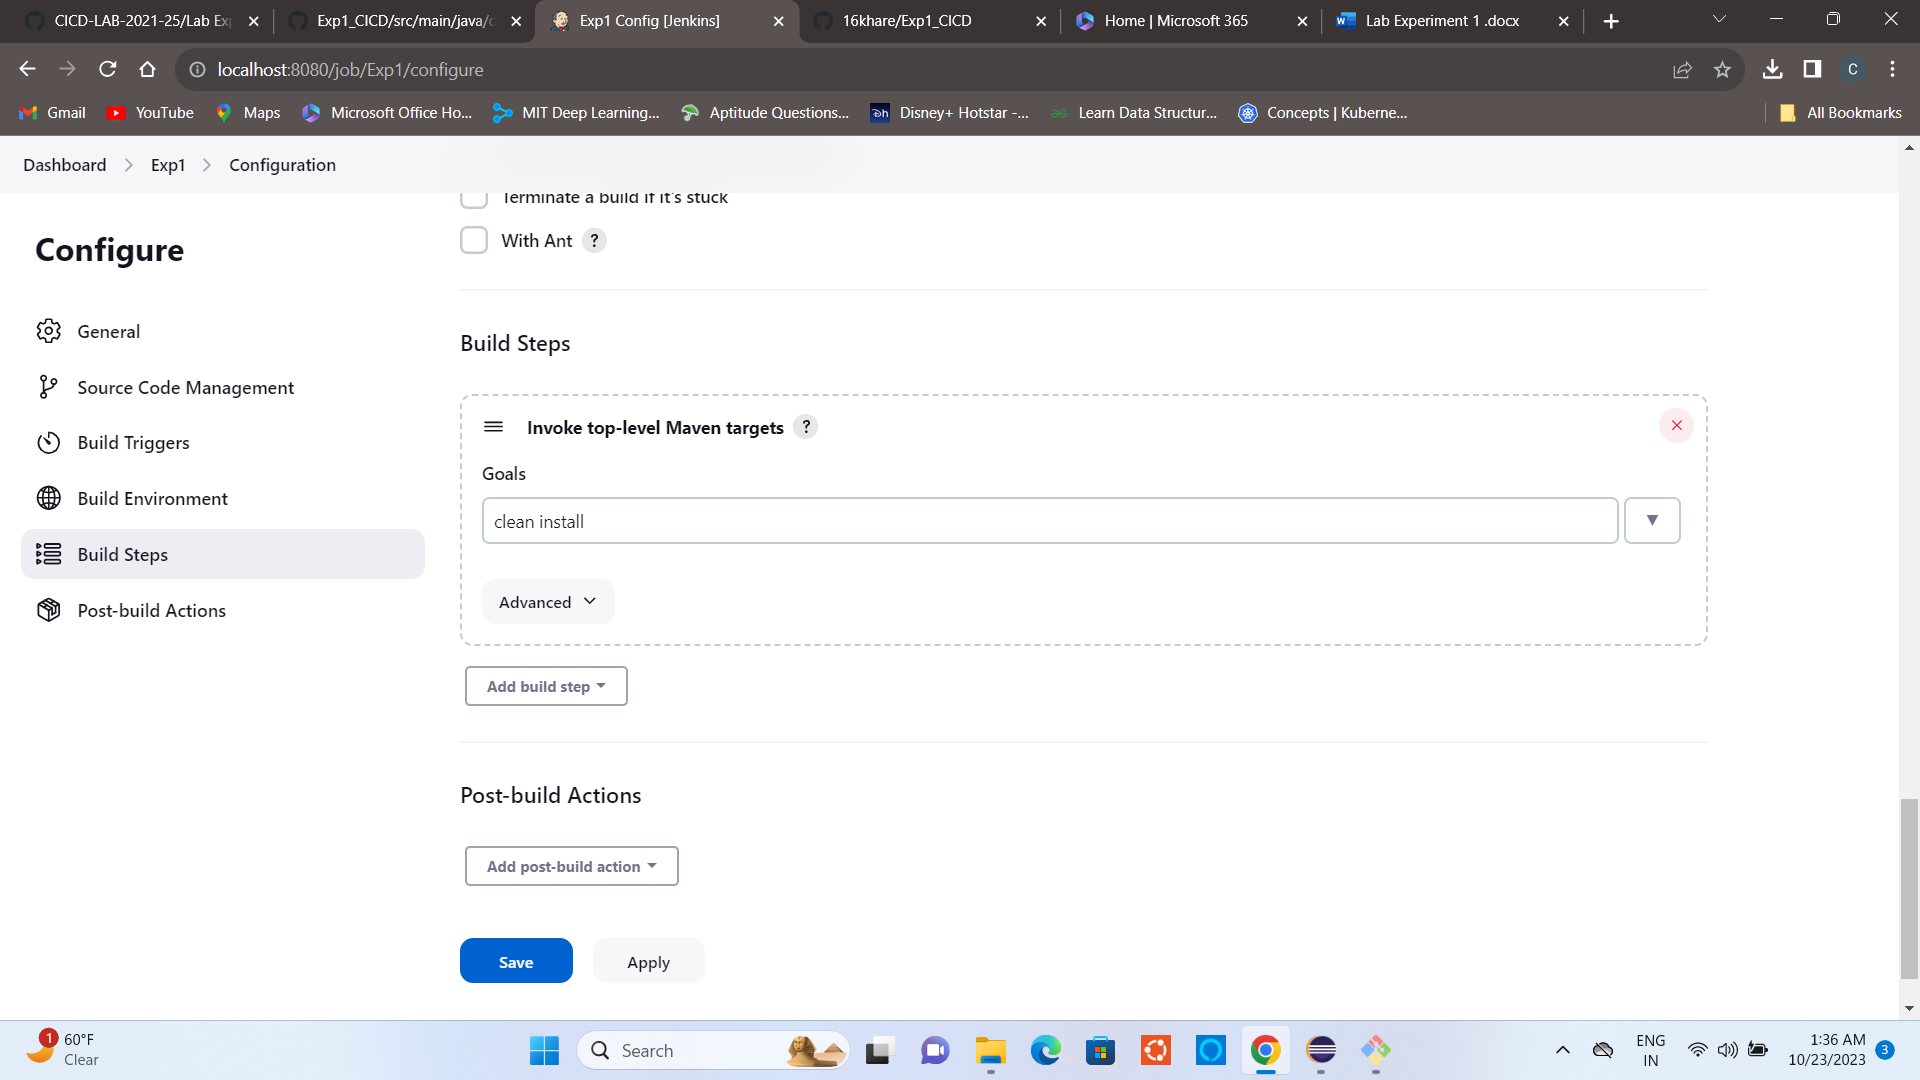 CICD-LAB-2021-25/Lab Exp
Exp1_CICD/src/main/java/c
Exp1 Config [Jenkins]
16khare/Exp1_CICD
Home | Microsoft 365
Lab Experiment 1 .docx
localhost:8080/job/Exp1/configure
C
Gmail
YouTube
Maps
Microsoft Office Ho...
MIT Deep Learning...
Aptitude Questions...
Disney+ Hotstar -...
Learn Data Structur...
Concepts | Kuberne...
All Bookmarks
Dashboard
Exp1
Configuration
Terminate a build if it's stuck
With Ant ?
Configure
General
Source Code Management
Build Triggers
Build Environment
Build Steps
Post-build Actions
Build Steps
Invoke top-level Maven targets ?
Goals
clean install
Advanced
Add build step
Post-build Actions
Add post-build action
Save
Apply
1
60°F
Clear
Search
ENG
IN
1:36 AM
10/23/2023
3